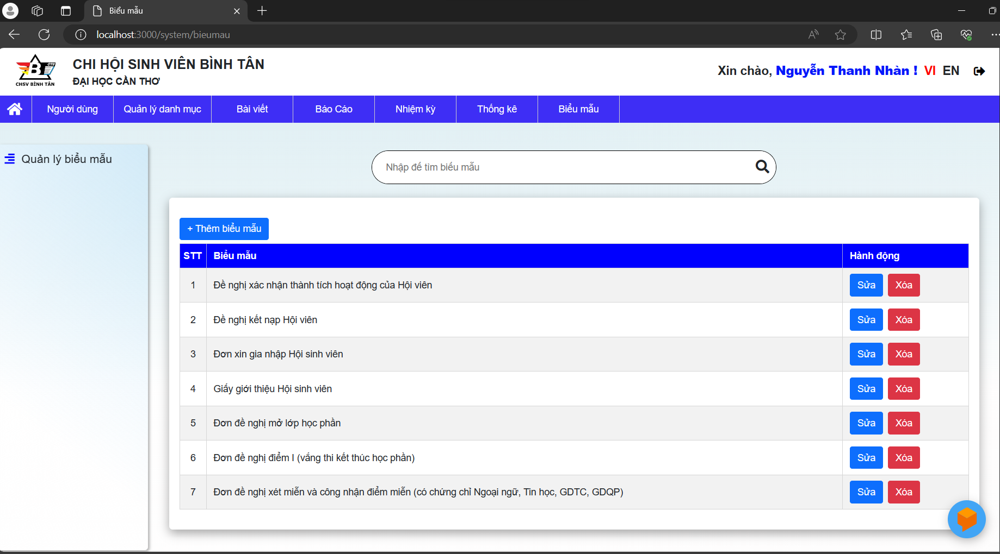 Biểu mẫu
localhost:3000/system/bieumau
CTU
BT
CHSV BÌNH TÂN
CHI HỘI SINH VIÊN BÌNH TÂN
ĐẠI HỌC CẦN THƠ
Xin chào, Nguyễn Thanh Nhàn ! VI EN
Người dùng Quản lý danh mục Bài viết Báo Cáo Nhiệm kỳ Thống kê Biểu mẫu
Quản lý biểu mẫu
Nhập để tìm biểu mẫu
+ Thêm biểu mẫu
STT Biểu mẫu Hành động
1 Đề nghị xác nhận thành tích hoạt động của Hội viên Sửa Xóa
2 Đề nghị kết nạp Hội viên Sửa Xóa
3 Đơn xin gia nhập Hội sinh viên Sửa Xóa
4 Giấy giới thiệu Hội sinh viên Sửa Xóa
5 Đơn đề nghị mở lớp học phần Sửa Xóa
6 Đơn đề nghị điểm I (vắng thi kết thúc học phần) Sửa Xóa
7 Đơn đề nghị xét miễn và công nhận điểm miễn (có chứng chỉ Ngoại ngữ, Tin học, GDTC, GDQP) Sửa Xóa